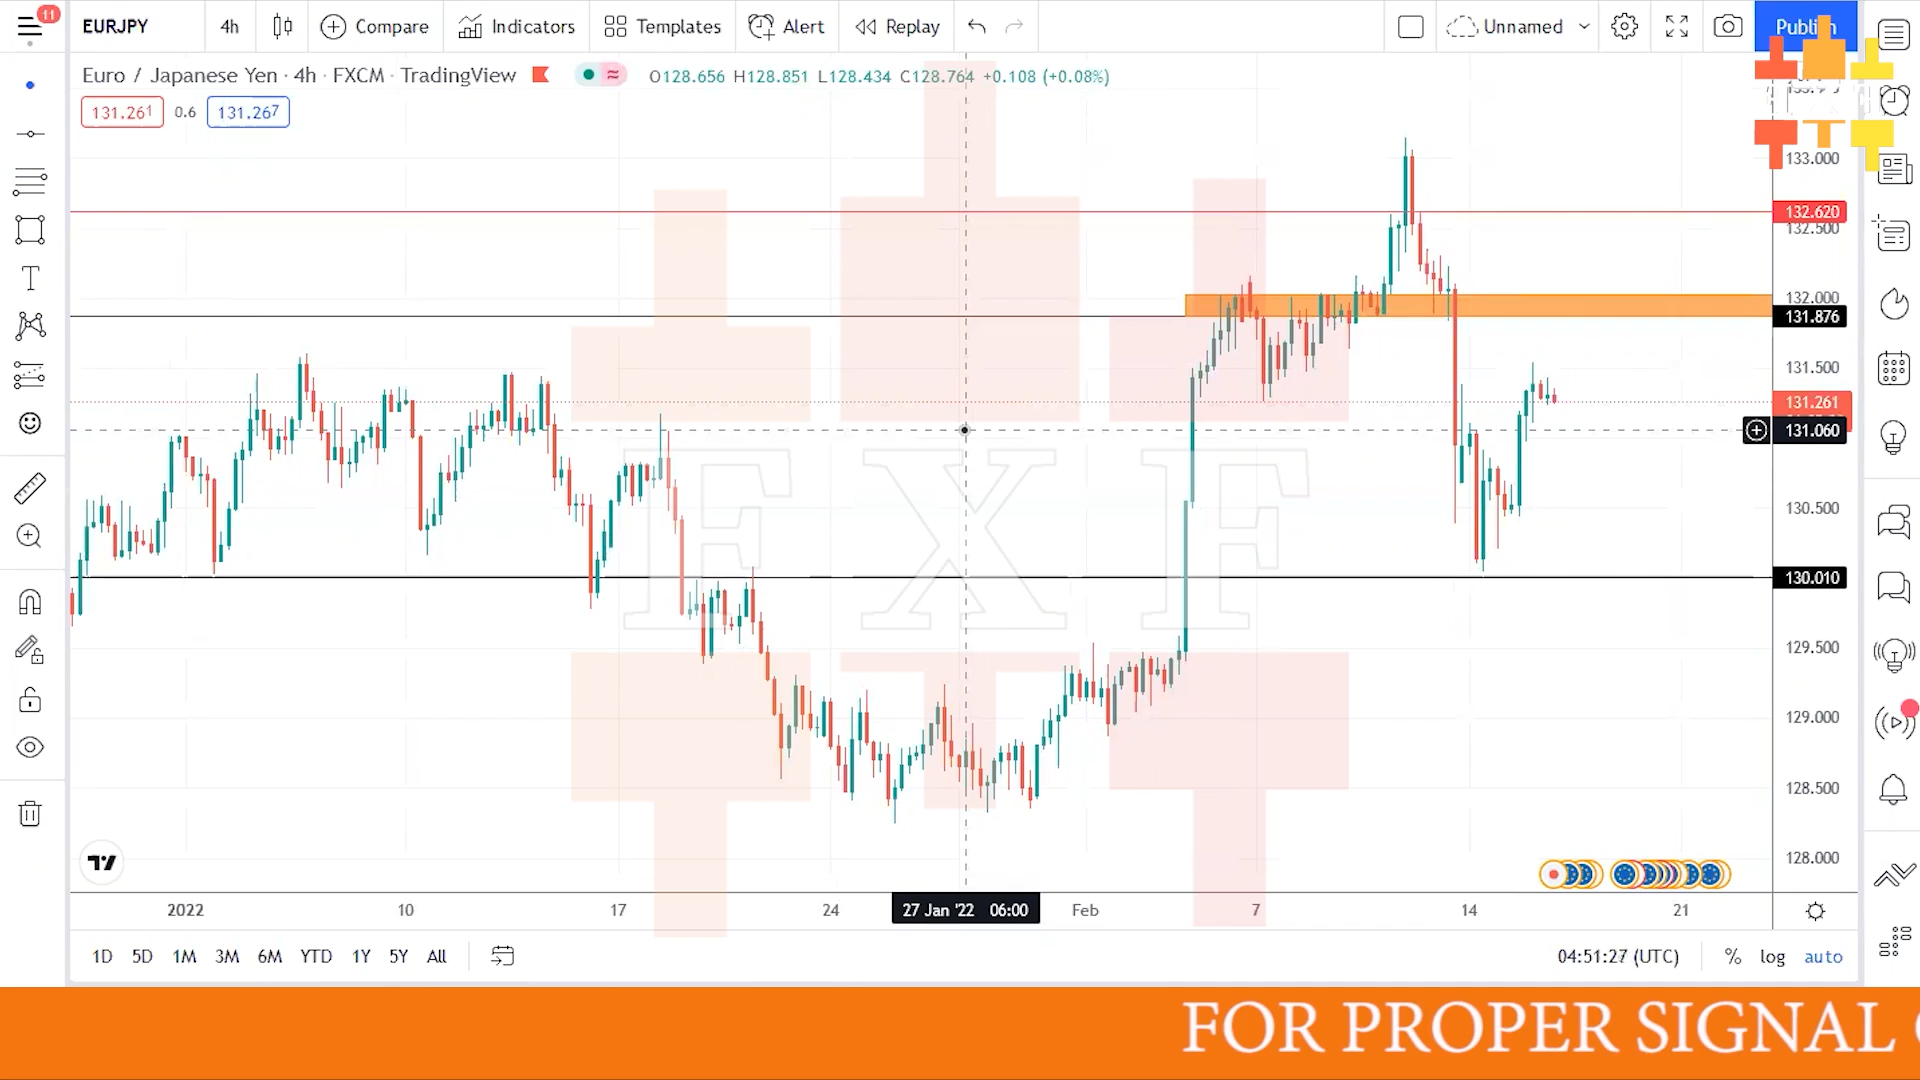 11
EURJPY
4h
Compare
Indicators
Templates
Alert
Replay
Unnamed
Publish
Euro / Japanese Yen · 4h · FXCM · TradingView
O128.656 H128.851 L128.434 C128.764 +0.108 (+0.08%)
131.261
0.6
131.267
133.000
132.620
132.500
132.000
131.876
131.500
131.261
131.060
130.500
130.010
129.500
129.000
128.500
128.000
FXF
2022
10
17
24
27 Jan '22 06:00
Feb
7
14
21
1D 5D 1M 3M 6M YTD 1Y 5Y All
04:51:27 (UTC)
% log auto
FOR PROPER SIGNAL